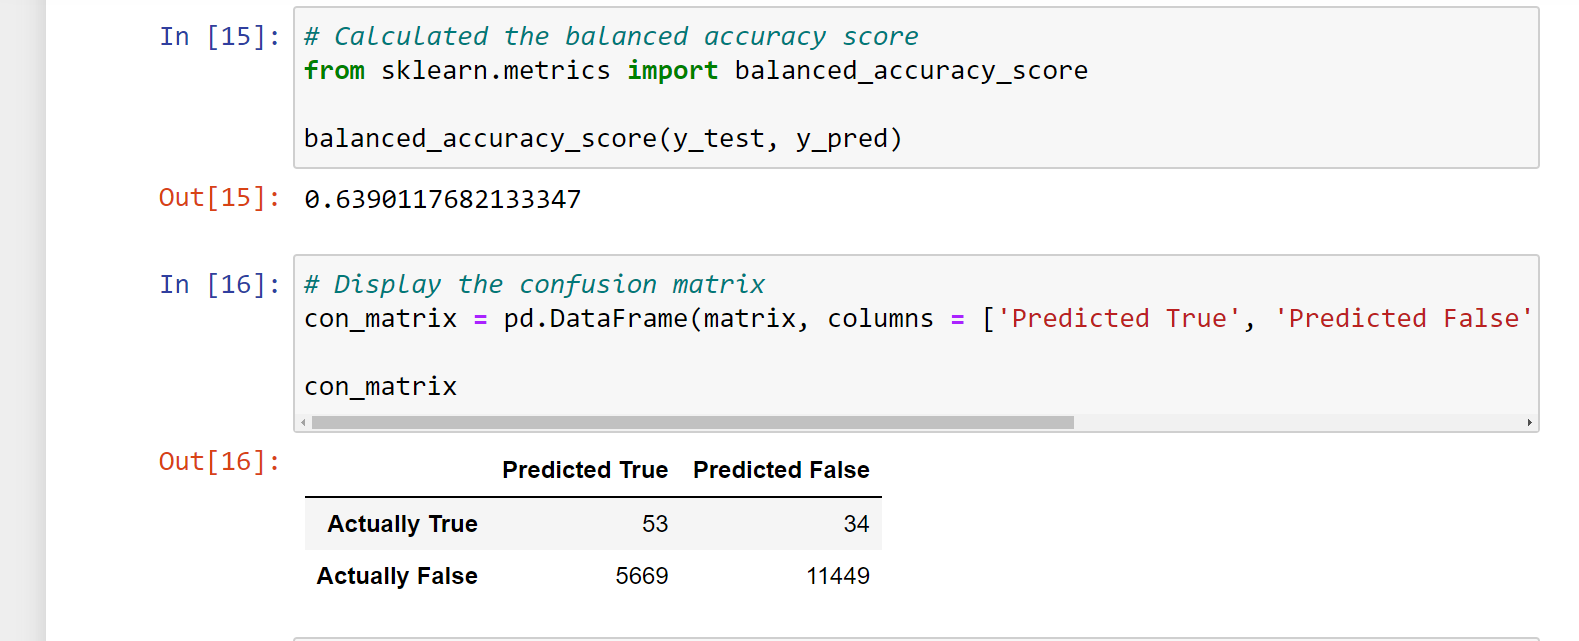 In [15]: # Calculated the balanced accuracy score
from sklearn.metrics import balanced_accuracy_score
balanced_accuracy_score(y_test, y_pred)
Out[15]: 0.6390117682133347
In [16]: # Display the confusion matrix
con_matrix = pd.DataFrame(matrix, columns = ['Predicted True', 'Predicted False'
con_matrix
Out[16]:
Predicted True Predicted False
Actually True 53 34
Actually False 5669 11449